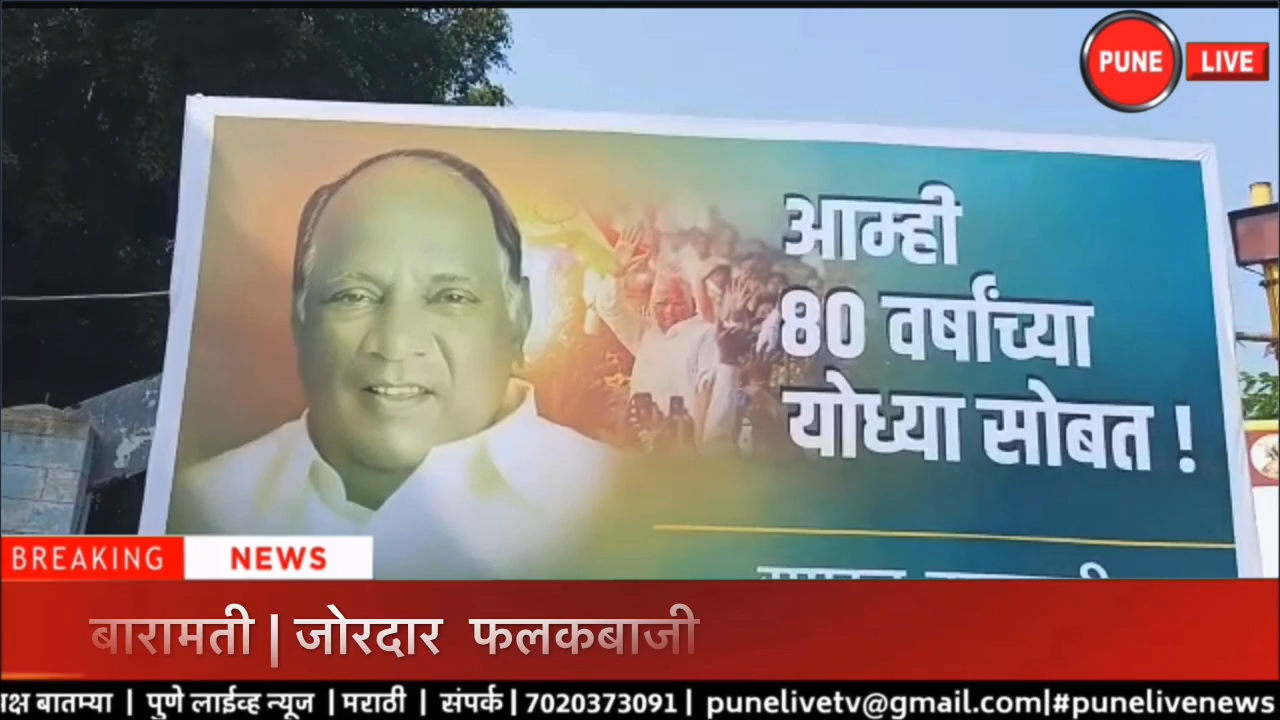 PUNE LIVE
आम्ही
80 वर्षांच्या
योध्या सोबत !
BREAKING NEWS
बारामती | जोरदार फलकबाजी
बातम्या | पुणे लाईव्ह न्यूज | मराठी | संपर्क | 7020373091 | punelivetv@gmail.com|#punelivenews